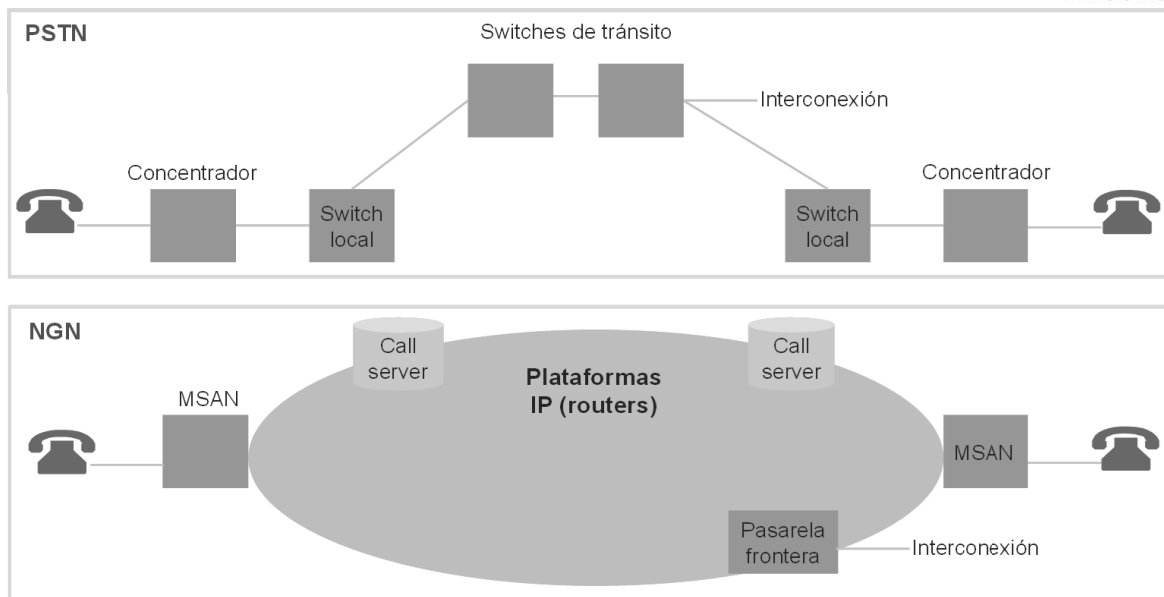 PSTN
Switches de tránsito
Interconexión
Concentrador
Concentrador
Switch
local
Switch
local
NGN
Call
server
Call
server
Plataformas
IP (routers)
MSAN
MSAN
Pasarela
frontera
Interconexión